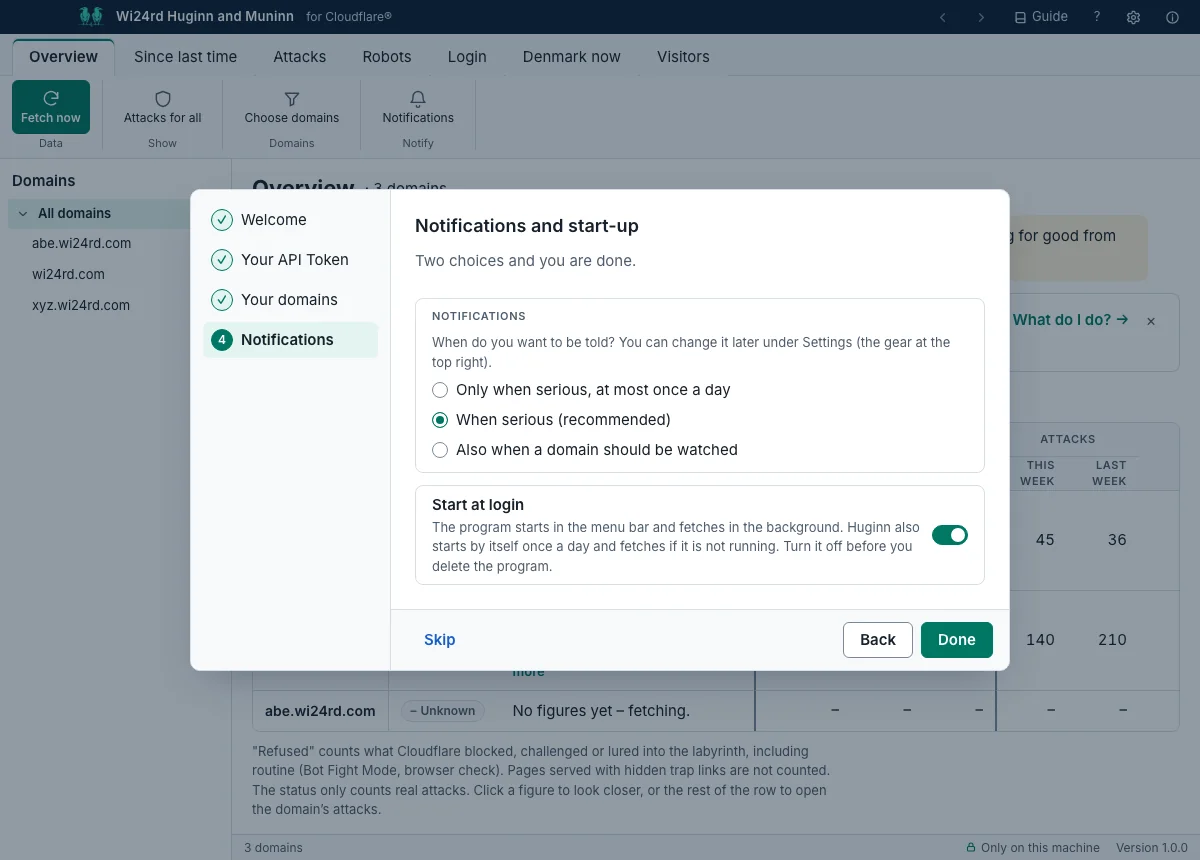 Wi24rd Huginn and Muninn for Cloudflare®
Guide ?
Overview Since last time Attacks Robots Login Denmark now Visitors
Fetch now Attacks for all Choose domains Notifications
Data Show Domains Notify
Domains
All domains
abe.wi24rd.com
wi24rd.com
xyz.wi24rd.com
Overview · 3 domains
g for good from
What do I do? → ×
Welcome
Your API Token
Your domains
4 Notifications
Notifications and start-up
Two choices and you are done.
NOTIFICATIONS
When do you want to be told? You can change it later under Settings (the gear at the
top right).
Only when serious, at most once a day
When serious (recommended)
Also when a domain should be watched
Start at login
The program starts in the menu bar and fetches in the background. Huginn also
starts by itself once a day and fetches if it is not running. Turn it off before you
delete the program.
Skip Back Done
ATTACKS
THIS LAST
WEEK WEEK
45 36
140 210
more
abe.wi24rd.com – Unknown No figures yet – fetching. – – – – –
"Refused" counts what Cloudflare blocked, challenged or lured into the labyrinth, including
routine (Bot Fight Mode, browser check). Pages served with hidden trap links are not counted.
The status only counts real attacks. Click a figure to look closer, or the rest of the row to open
the domain’s attacks.
3 domains Only on this machine Version 1.0.0